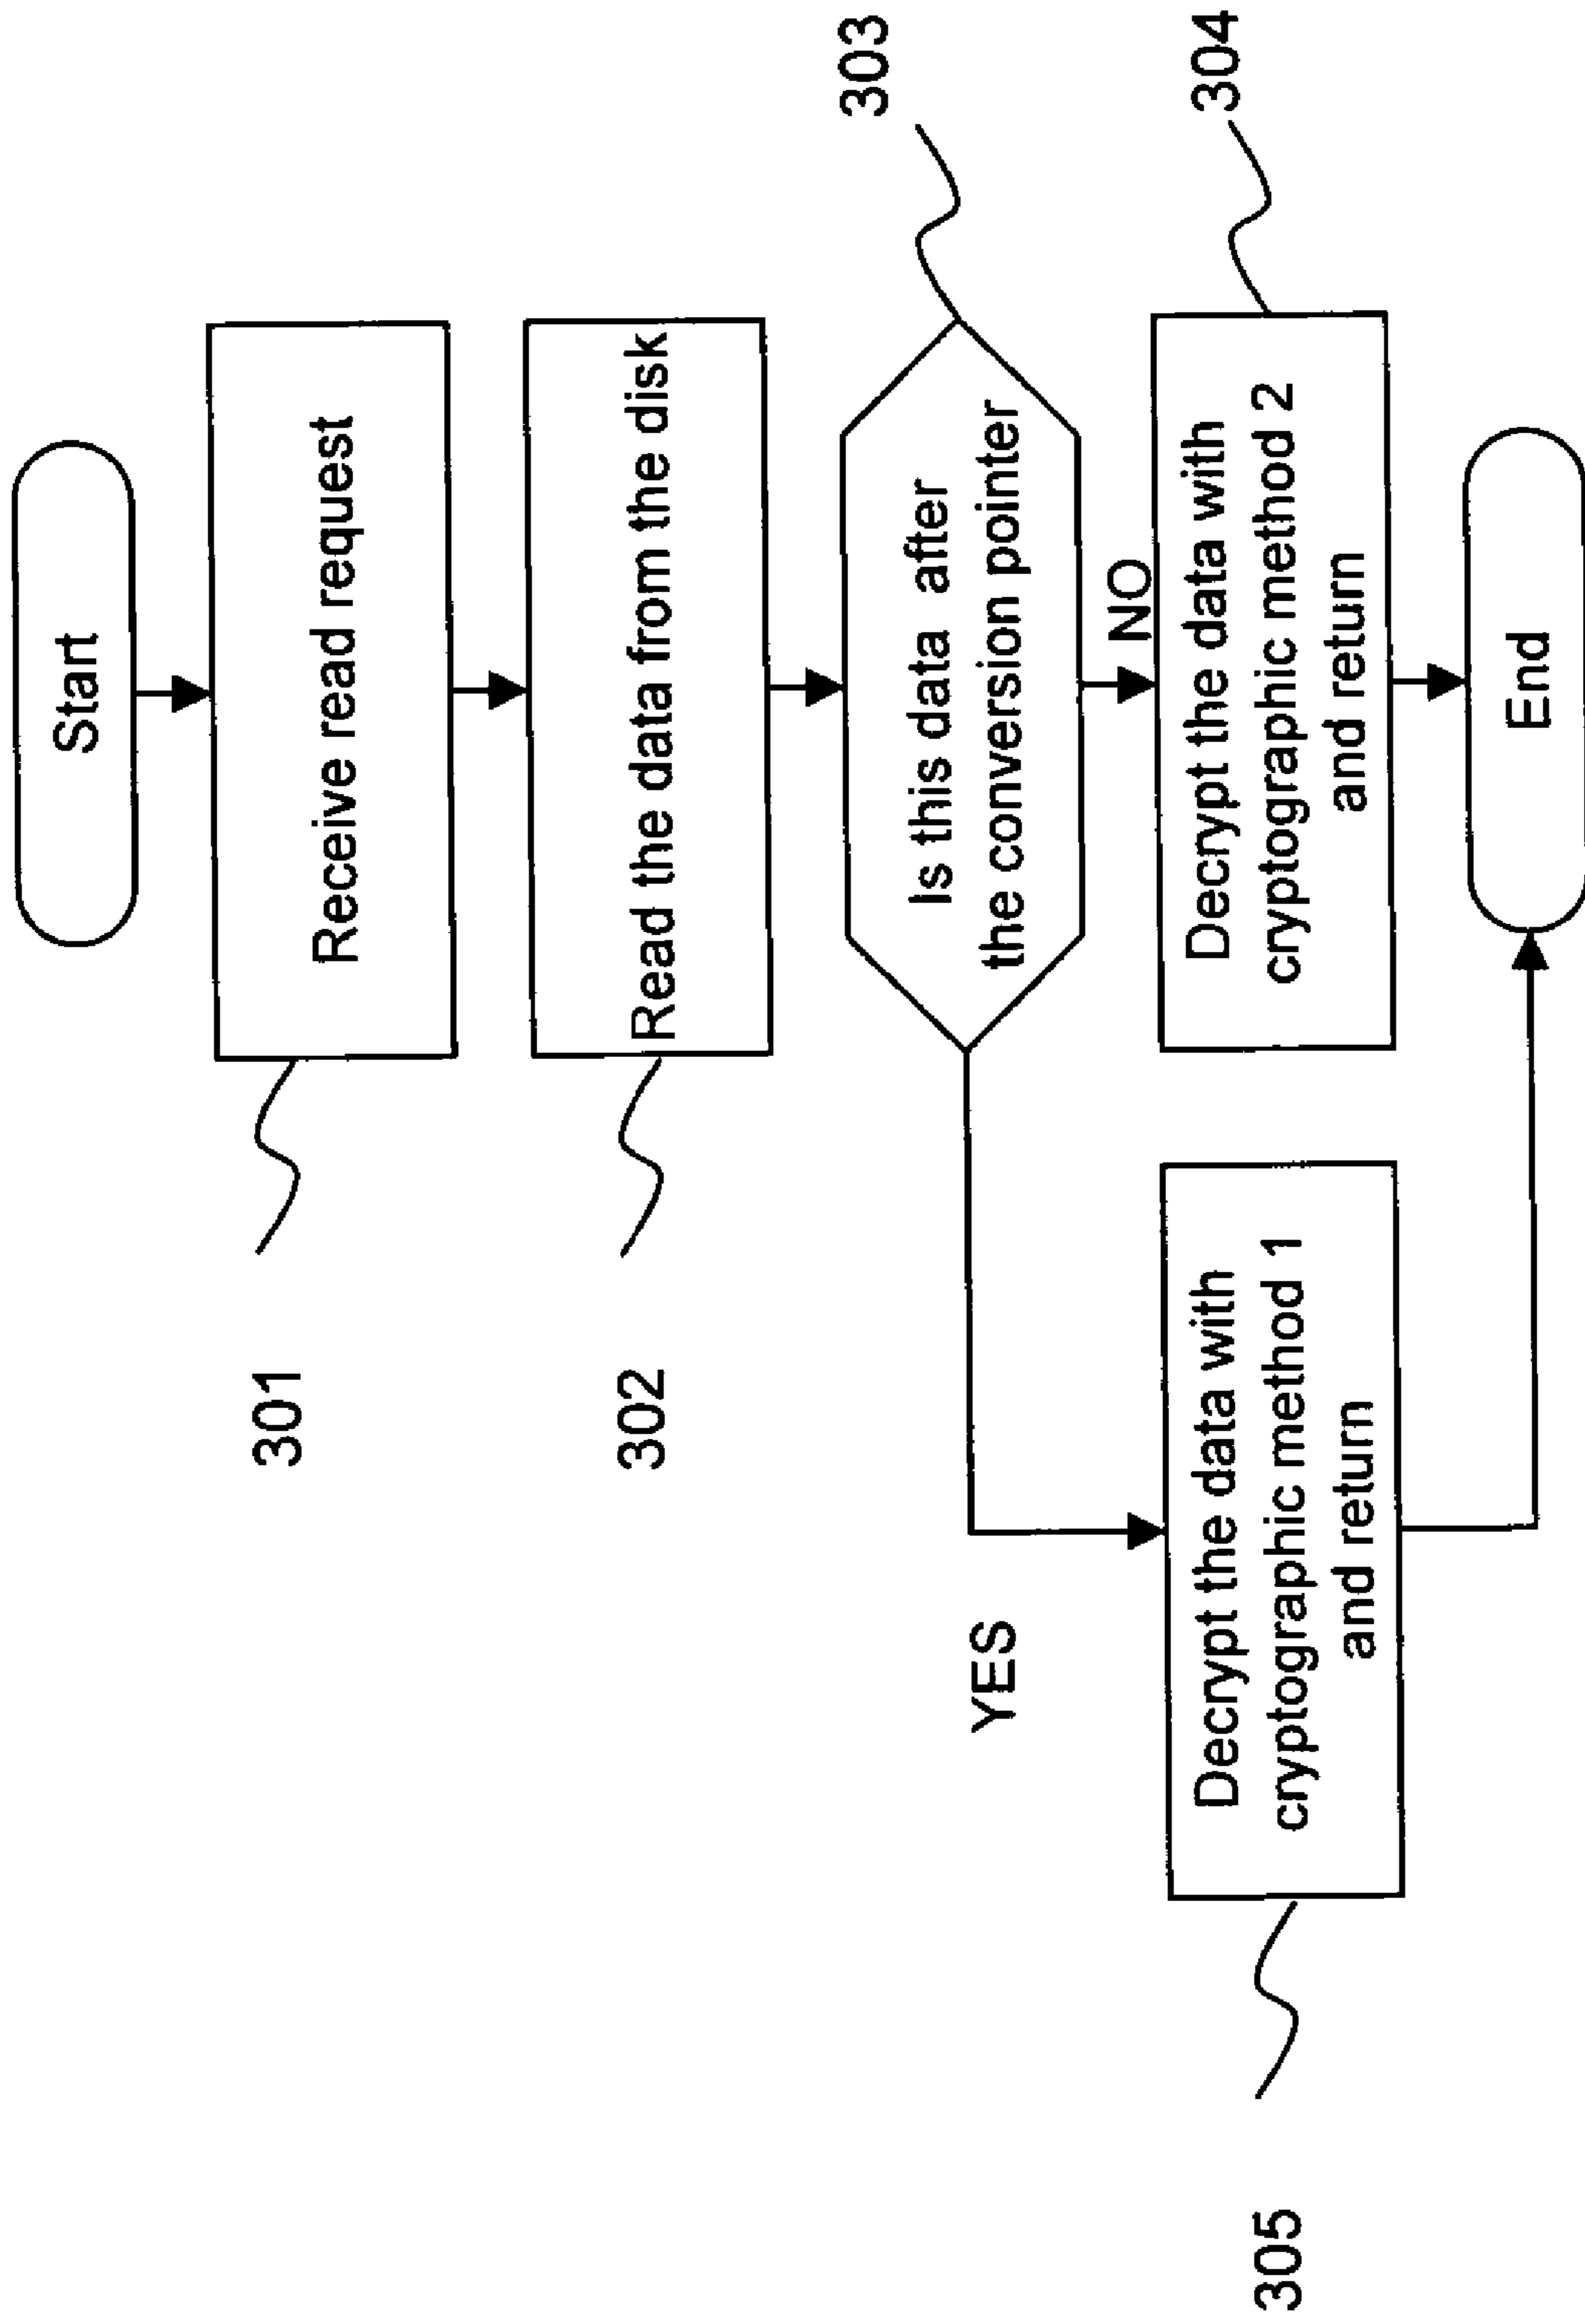 Start
301
Receive read request
302
Read the data from the disk
303
Is this data after
the conversion pointer
YES
NO
304
Decrypt the data with
cryptographic method 2
and return
305
Decrypt the data with
cryptographic method 1
and return
End